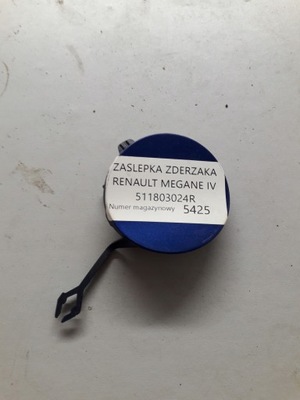 ZASLEPKA ZDERZAKA
RENAULT MEGANE IV
511803024R
Numer magazynowy 5425